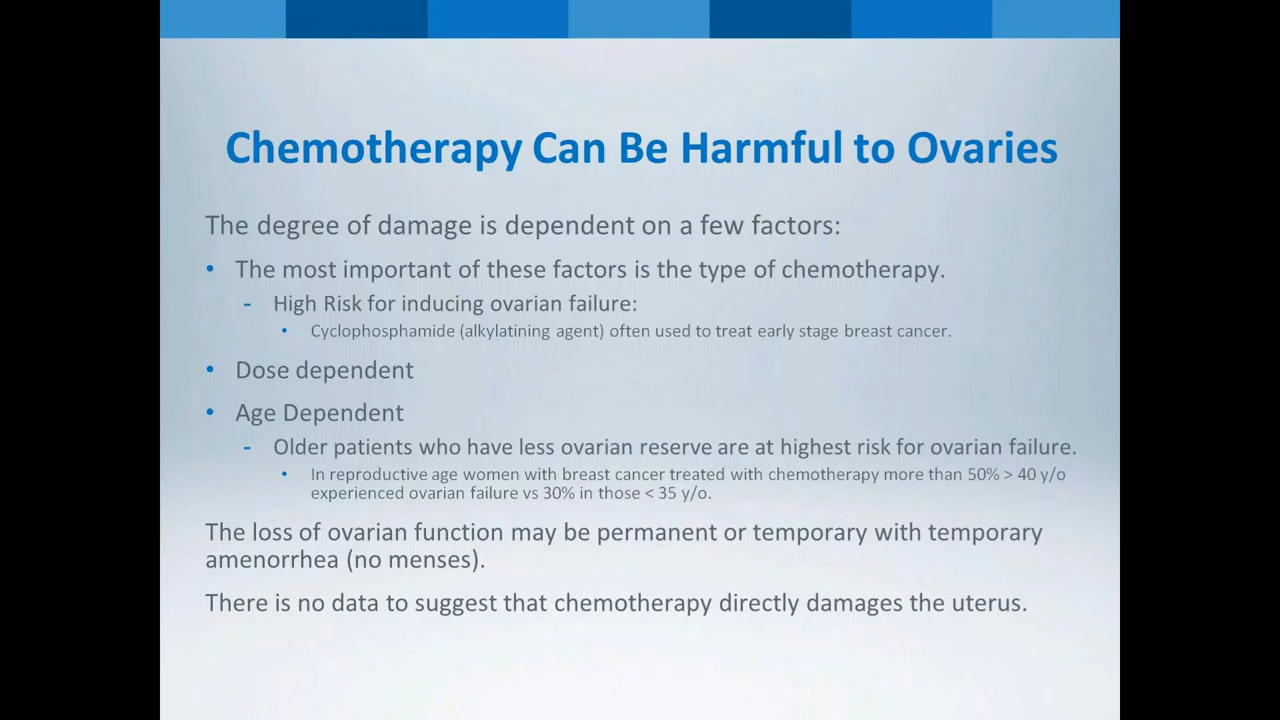 Chemotherapy Can Be Harmful to Ovaries
The degree of damage is dependent on a few factors:
• The most important of these factors is the type of chemotherapy.
- High Risk for inducing ovarian failure:
• Cyclophosphamide (alkylatining agent) often used to treat early stage breast cancer.
• Dose dependent
• Age Dependent
- Older patients who have less ovarian reserve are at highest risk for ovarian failure.
• In reproductive age women with breast cancer treated with chemotherapy more than 50% > 40 y/o
experienced ovarian failure vs 30% in those < 35 y/o.
The loss of ovarian function may be permanent or temporary with temporary
amenorrhea (no menses).
There is no data to suggest that chemotherapy directly damages the uterus.